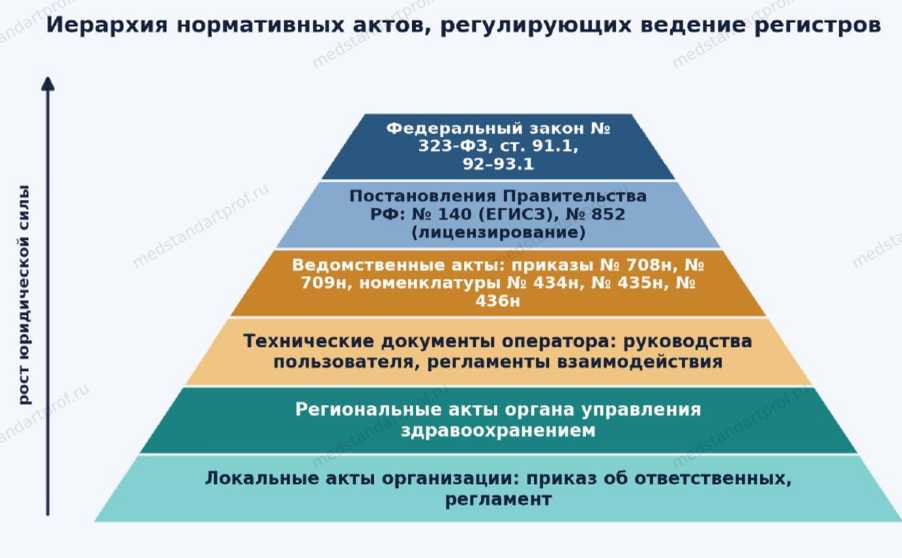 Иерархия нормативных актов, регулирующих ведение регистров
рост юридической силы
Федеральный закон №
323-ФЗ, ст. 91.1,
92–93.1
Постановления Правительства
РФ: № 140 (ЕГИСЗ), № 852
(лицензирование)
Ведомственные акты: приказы № 708н, №
709н, номенклатуры № 434н, № 435н, №
436н
Технические документы оператора: руководства
пользователя, регламенты взаимодействия
Региональные акты органа управления
здравоохранением
Локальные акты организации: приказ об ответственных,
регламент
medstandartprof.ru